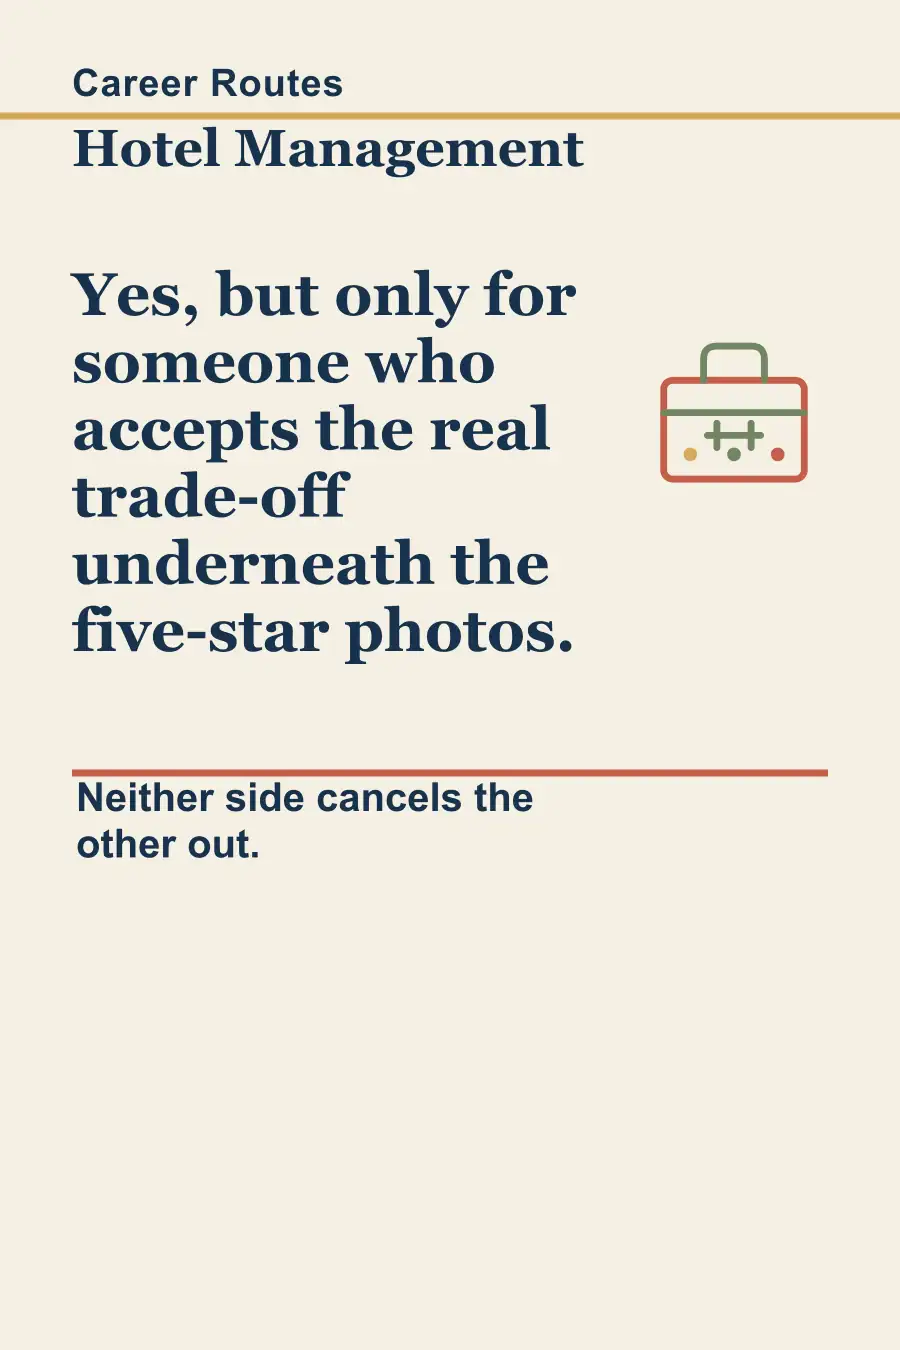 Career Routes
Hotel Management
Yes, but only for
someone who
accepts the real
trade-off
underneath the
five-star photos.
Neither side cancels the
other out.